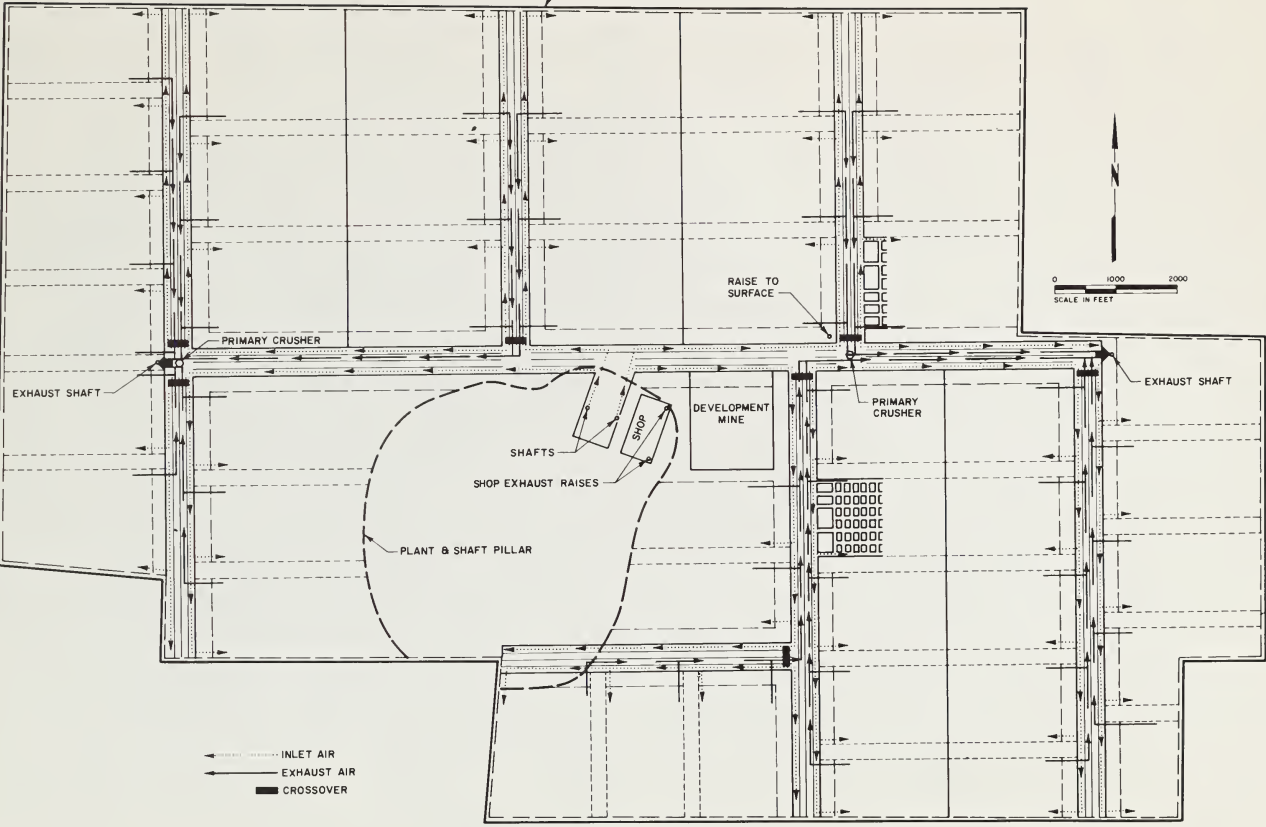 N
0 1000 2000
SCALE IN FEET
RAISE TO
SURFACE
PRIMARY CRUSHER
EXHAUST SHAFT
EXHAUST SHAFT
PRIMARY
CRUSHER
DEVELOPMENT
MINE
SHOP
SHAFTS
SHOP EXHAUST RAISES
PLANT & SHAFT PILLAR
INLET AIR
EXHAUST AIR
CROSSOVER